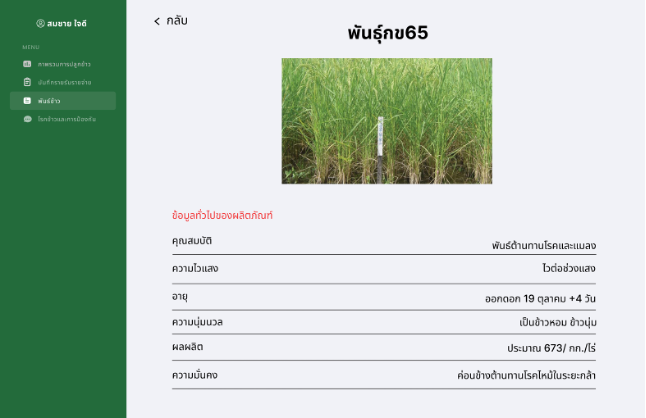 สมชาย ใจดี
MENU
ภาพรวมการปลูกข้าว
บันทึกรายรับรายจ่าย
พันธ์ข้าว
โรคข้าวและการป้องกัน
กลับ
พันธุ์กข65
ข้อมูลทั่วไปของผลิตภัณฑ์
คุณสมบัติ พันธ์ต้านทานโรคและแมลง
ความไวแสง ไวต่อช่วงแสง
อายุ ออกดอก 19 ตุลาคม +4 วัน
ความนุ่มนวล เป็นข้าวหอม ข้าวนุ่ม
ผลผลิต ประมาณ 673/ กก./ไร่
ความมั่นคง ค่อนข้างต้านทานโรคไหม้ในระยะกล้า